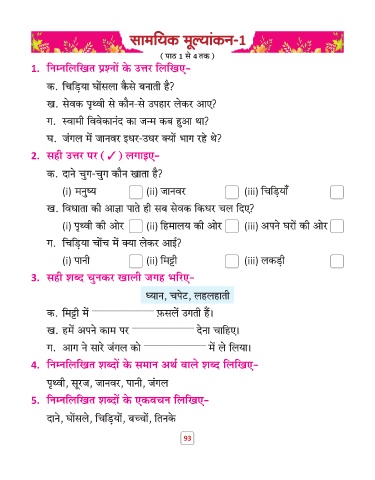 सामयिक मूल्यांकन-1
( पाठ 1 से 4 तक )
1. निम्नलिखित प्रश्नों के उत्तर लिखिए-
क. चिड़िया घोंसला कैसे बनाती है?
ख. सेवक पृथ्वी से कौन-से उपहार लेकर आए?
ग. स्वामी विवेकानंद का जन्म कब हुआ था?
घ. जंगल में जानवर इधर-उधर क्यों भाग रहे थे?
2. सही उत्तर पर ( ✓ ) लगाइए-
क. दाने चुग-चुग कौन खाता है?
(i) मनुष्य (ii) जानवर (iii) चिड़ियाँ
ख. विधाता की आज्ञा पाते ही सब सेवक किधर चल दिए?
(i) पृथ्वी की ओर (ii) हिमालय की ओर (iii) अपने घरों की ओर
ग. चिड़िया चोंच में क्या लेकर आई?
(i) पानी (ii) मिट्टी (iii) लकड़ी
3. सही शब्द चुनकर खाली जगह भरिए-
ध्यान, चपेट, लहलहाती
क. मिट्टी में ____________ फ़सलें उगती हैं।
ख. हमें अपने काम पर ____________ देना चाहिए।
ग. आग ने सारे जंगल को ____________ में ले लिया।
4. निम्नलिखित शब्दों के समान अर्थ वाले शब्द लिखिए-
पृथ्वी, सूरज, जानवर, पानी, जंगल
5. निम्नलिखित शब्दों के एकवचन लिखिए-
दाने, घोंसले, चिड़ियों, बच्चों, तिनके
93